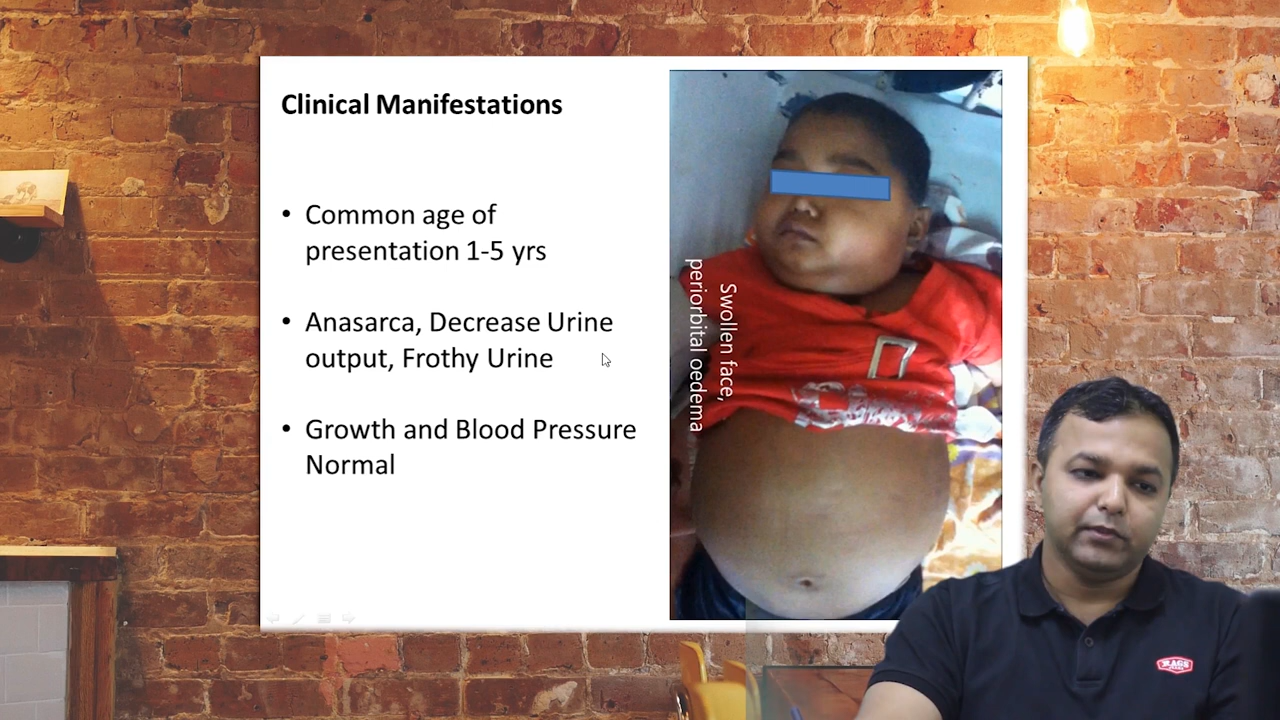 Clinical Manifestations
• Common age of
presentation 1-5 yrs
• Anasarca, Decrease Urine
output, Frothy Urine
• Growth and Blood Pressure
Normal
Swollen face,
periorbital oedema